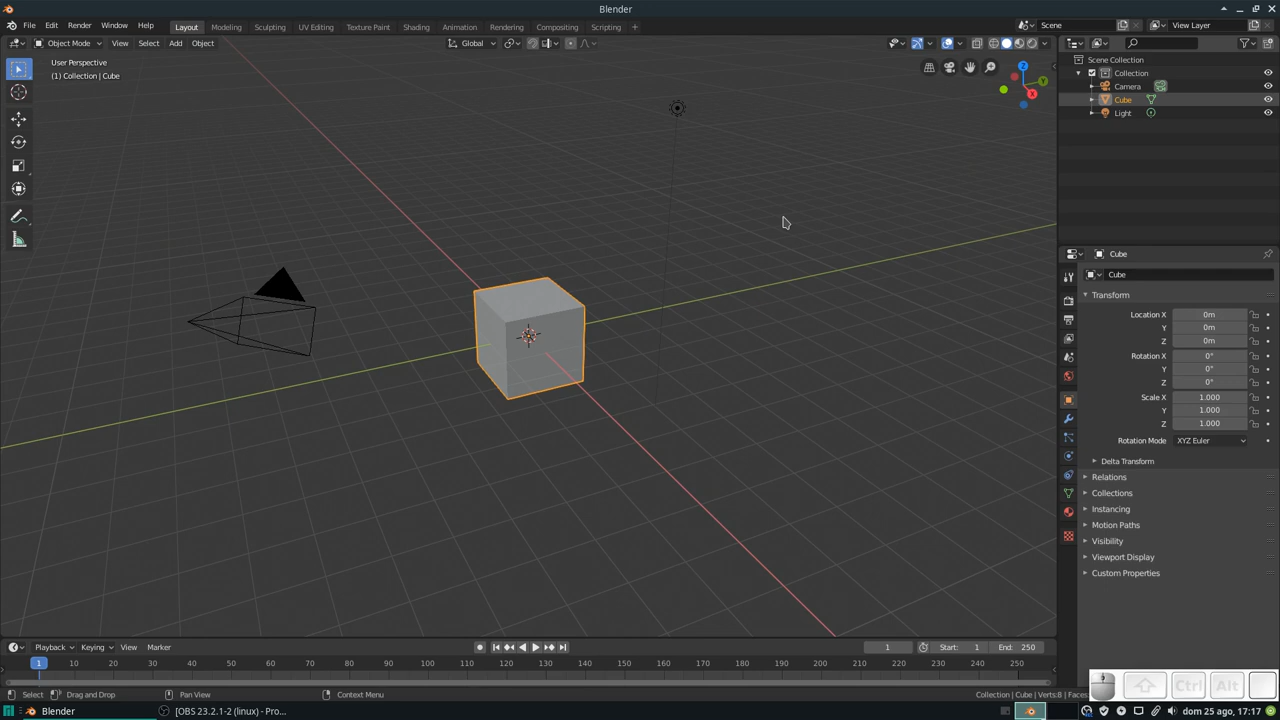 Blender
File Edit Render Window Help Layout Modeling Sculpting UV Editing Texture Paint Shading Animation Rendering Compositing Scripting + Scene View Layer
Object Mode View Select Add Object Global
User Perspective
(1) Collection | Cube
Z
Y
X
Scene Collection
Collection
Camera
Cube
Light
Cube
Cube
Transform
Location X 0m
Y 0m
Z 0m
Rotation X 0°
Y 0°
Z 0°
Scale X 1.000
Y 1.000
Z 1.000
Rotation Mode XYZ Euler
Delta Transform
Relations
Collections
Instancing
Motion Paths
Visibility
Viewport Display
Custom Properties
Playback Keying View Marker 1 Start: 1 End: 250
1 10 20 30 40 50 60 70 80 90 100 110 120 130 140 150 160 170 180 190 200 210 220 230 240 250
Select Drag and Drop Pan View Context Menu Collection | Cube | Verts:8 | Faces:
Ctrl Alt
Blender [OBS 23.2.1-2 (linux) - Pro... dom 25 ago, 17:17